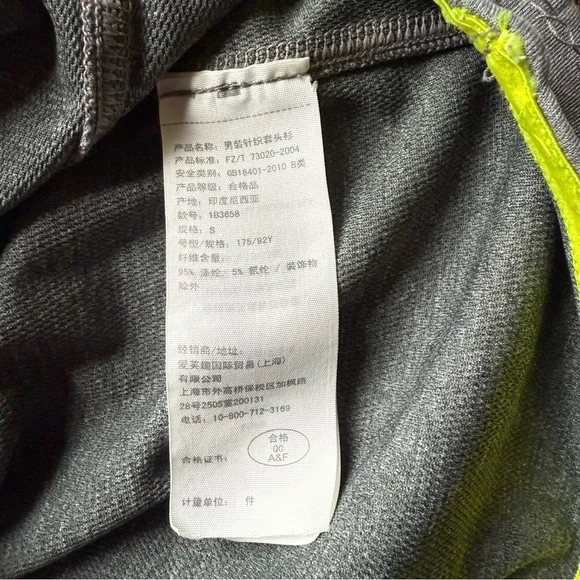 产品名称: 男装针织套头衫
产品标准: FZ/T 73020-2004
安全类别: GB18401-2010 B类
产品等级: 合格品
产地: 印度尼西亚
款号: 1B3658
规格: S
号型/规格: 175/92Y
纤维含量:
95% 涤纶 5% 氨纶 / 装饰物
除外
经销商/地址:
爱芙趣国际贸易(上海)
有限公司
上海市外高桥保税区加枫路
28号2505室200131
电话: 10-800-712-3169
合格证书:
合格
QC
A&F
计量单位: 件